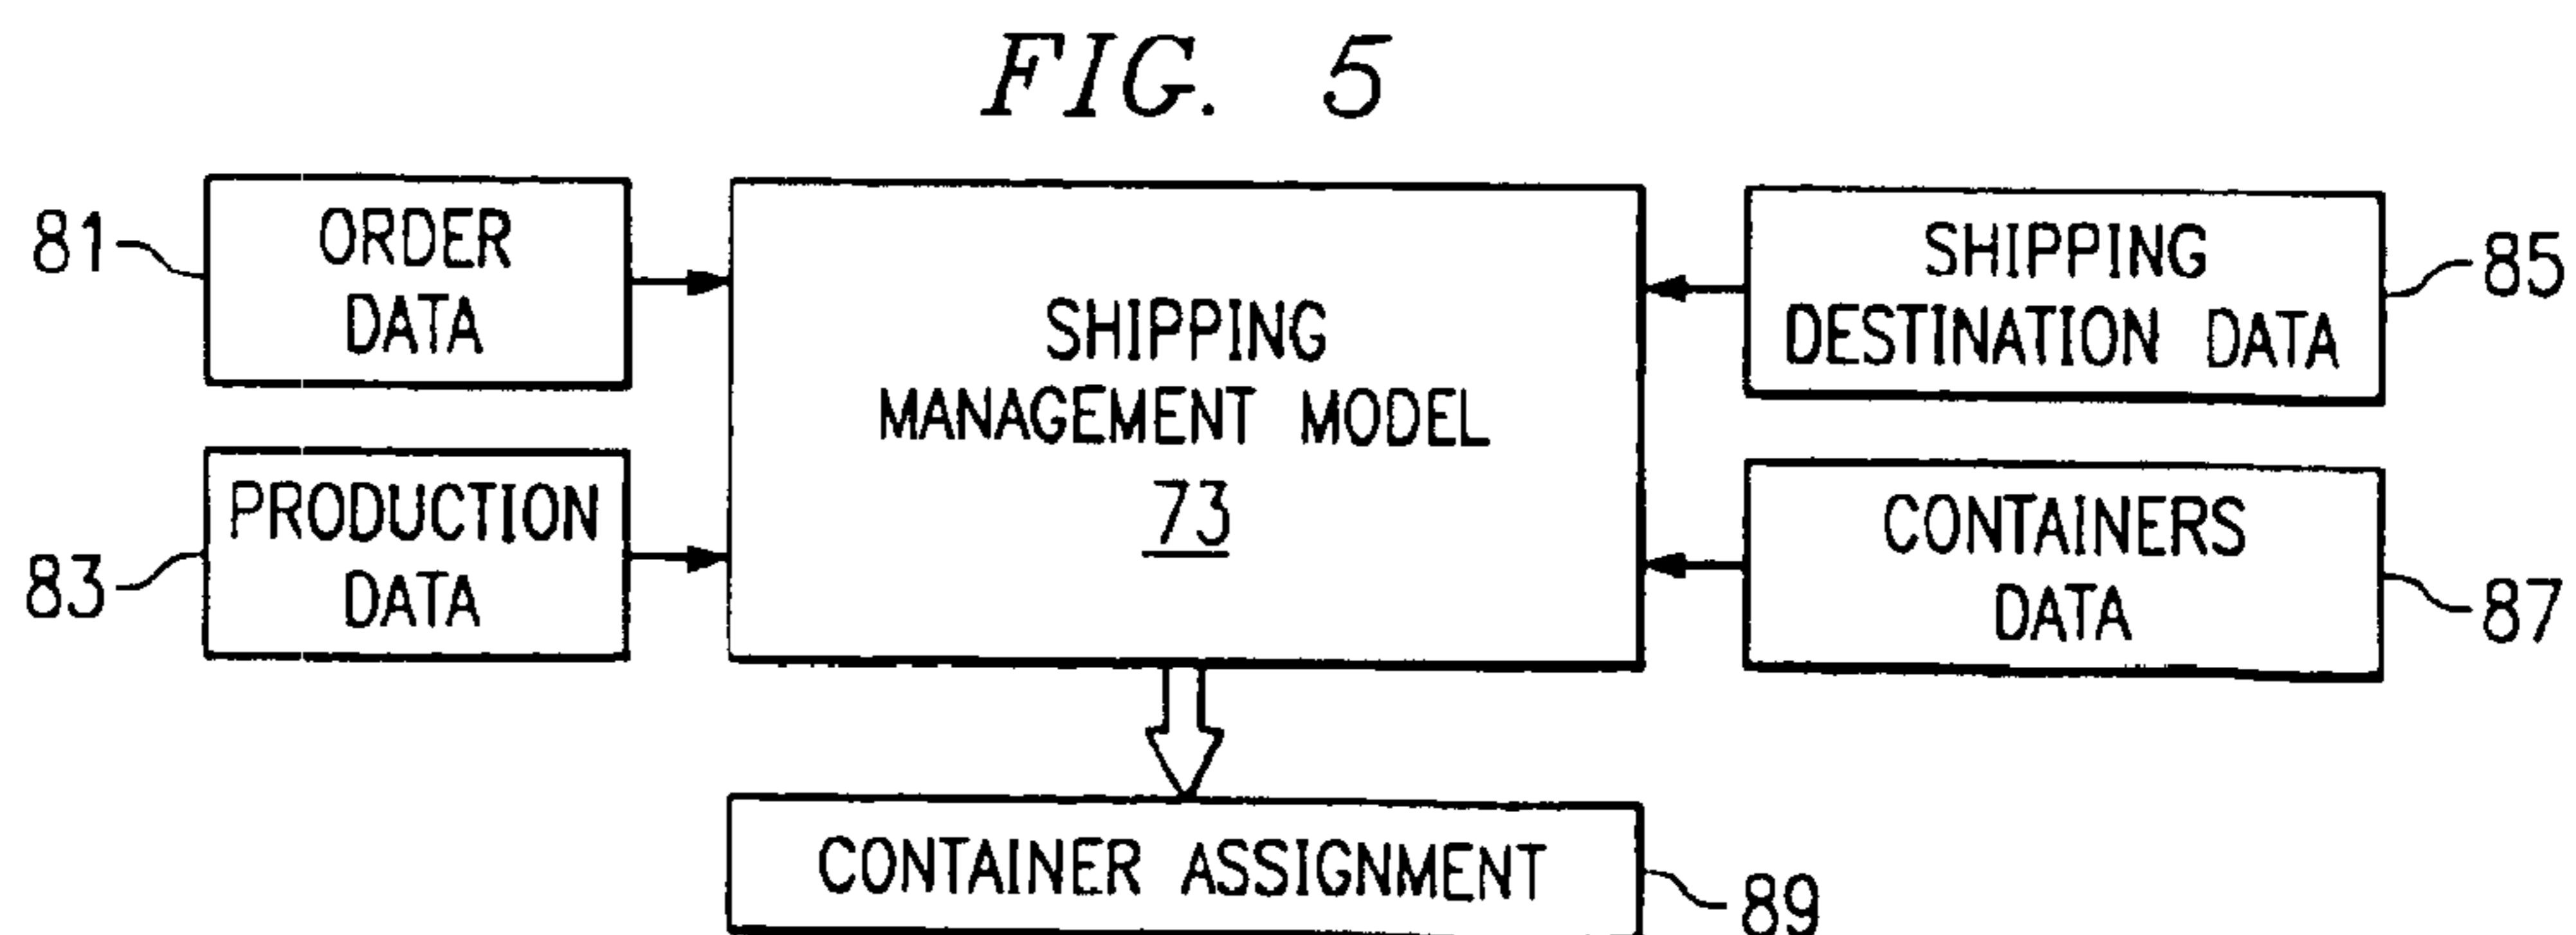 FIG. 5
81
ORDER
DATA
83
PRODUCTION
DATA
SHIPPING
MANAGEMENT MODEL
73
SHIPPING
DESTINATION DATA
85
CONTAINERS
DATA
87
CONTAINER ASSIGNMENT
89